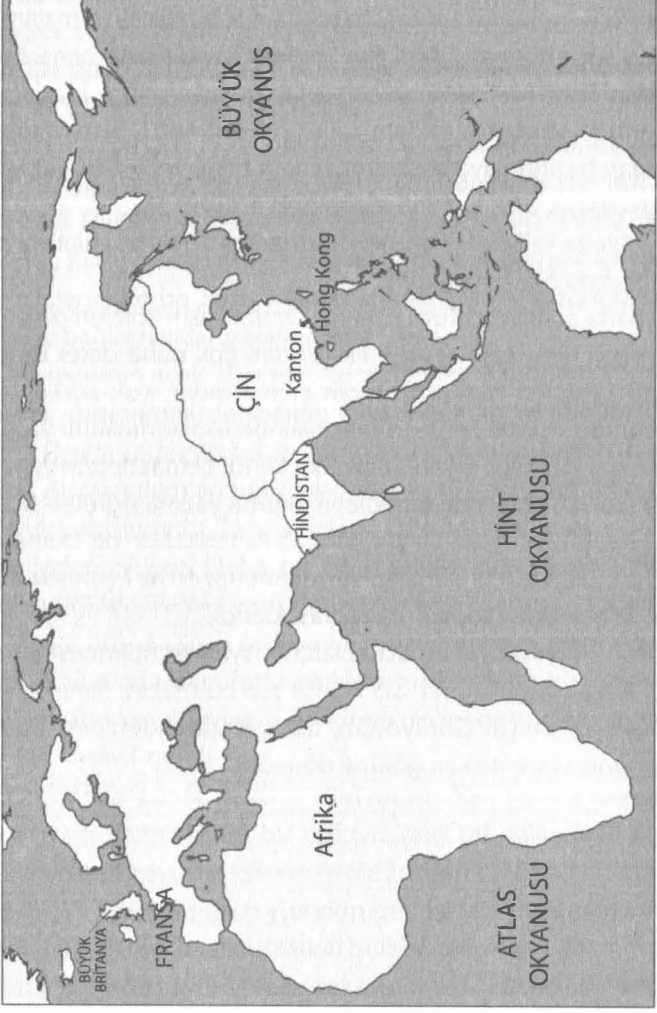 BÜYÜK
BRİTANYA
FRANSA
Afrika
ATLAS
OKYANUSU
HİNDİSTAN
ÇİN
Kanton
Hong Kong
HİNT
OKYANUSU
BÜYÜK
OKYANUS